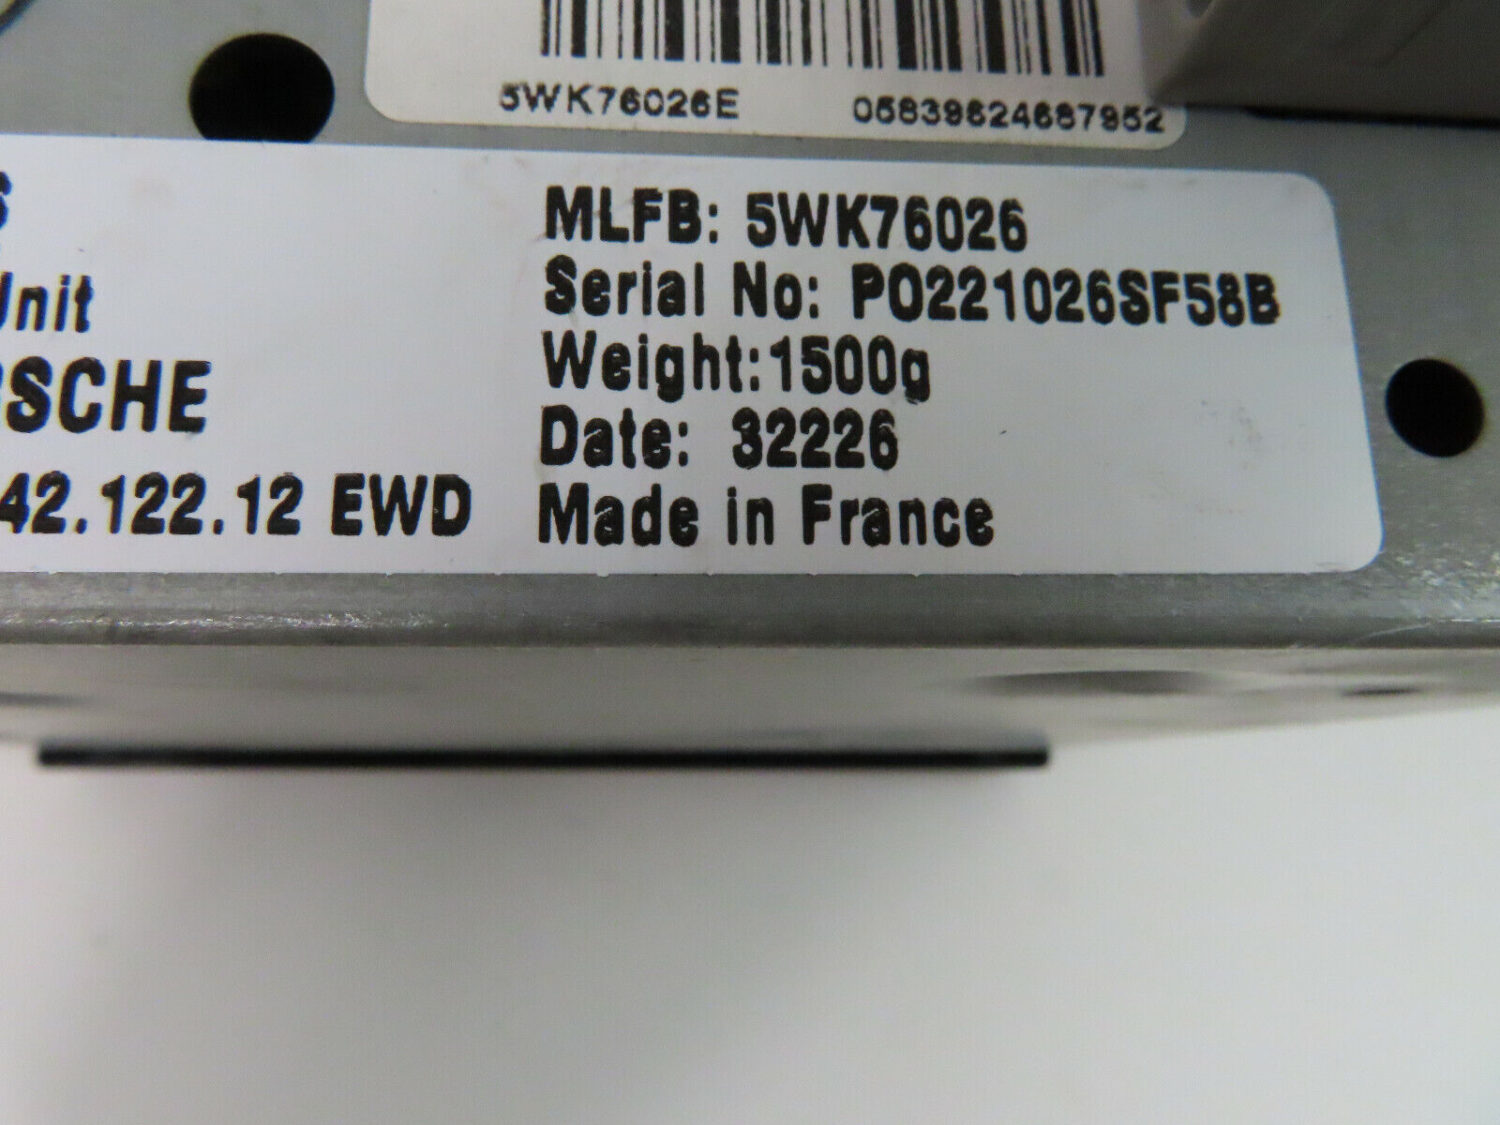 5WK76026E 05839624687952
MLFB: 5WK76026
Serial No: PO221026SF58B
Unit
Weight:1500g
SCHE
Date: 32226
42.122.12 EWD
Made in France